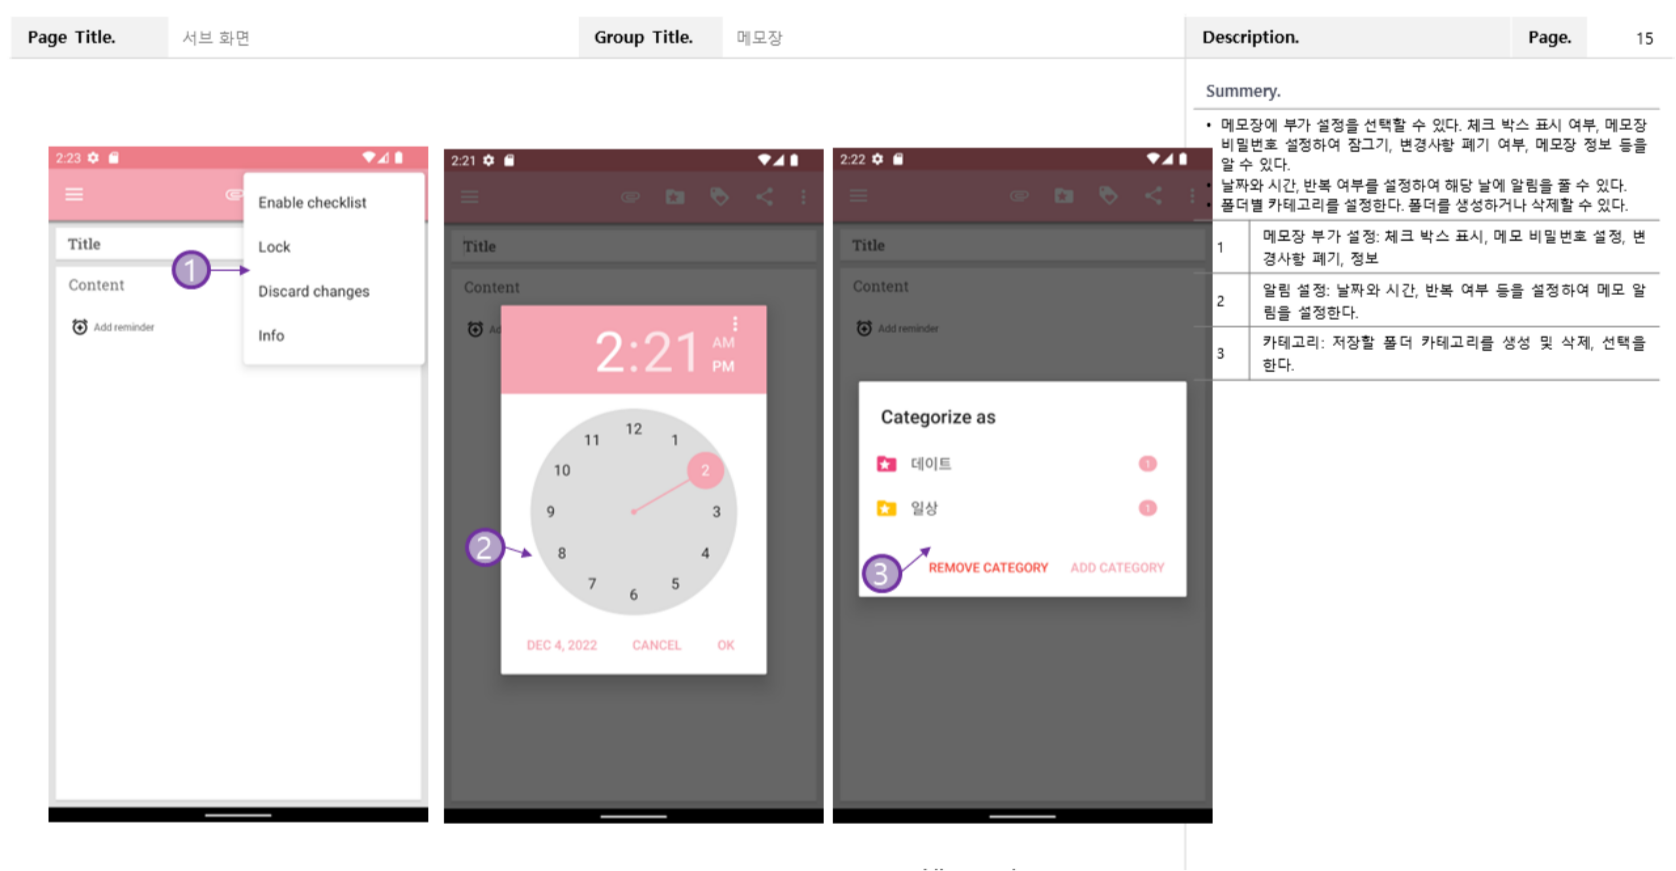 Page Title. 서브 화면 Group Title. 메모장 Description. Page. 15
Summery.
• 메모장에 부가 설정을 선택할 수 있다. 체크 박스 표시 여부, 메모장
비밀번호 설정하여 잠그기, 변경사항 폐기 여부, 메모장 정보 등을
알 수 있다.
• 날짜와 시간, 반복 여부를 설정하여 해당 날에 알림을 줄 수 있다.
• 폴더별 카테고리를 설정한다. 폴더를 생성하거나 삭제할 수 있다.
1 메모장 부가 설정: 체크 박스 표시, 메모 비밀번호 설정, 변
경사항 폐기, 정보
2 알림 설정: 날짜와 시간, 반복 여부 등을 설정하여 메모 알
림을 설정한다.
3 카테고리: 저장할 폴더 카테고리를 생성 및 삭제, 선택을
한다.
2:23
Enable checklist
Title
Lock
1
Content
Discard changes
Add reminder
Info
2:21
Title
Content
Ad
2:21 AM
PM
12
11 1
10 2
9 3
8 4
7 5
6
2
DEC 4, 2022 CANCEL OK
2:22
Title
Content
Add reminder
Categorize as
데이트 1
일상 1
3
REMOVE CATEGORY ADD CATEGORY